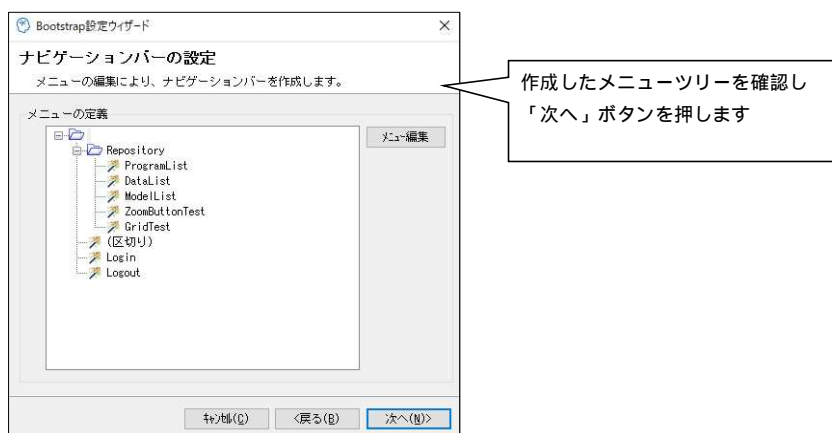 Bootstrap設定ウィザード
ナビゲーションバーの設定
メニューの編集により、ナビゲーションバーを作成します。
メニューの定義
Repository
ProgramList
DataList
ModelList
ZoomButtonTest
GridTest
(区切り)
Login
Logout
ﾒﾆｭｰ編集
ｷｬﾝｾﾙ(C)
<戻る(B)
次へ(N)>
作成したメニューツリーを確認し
「次へ」ボタンを押します